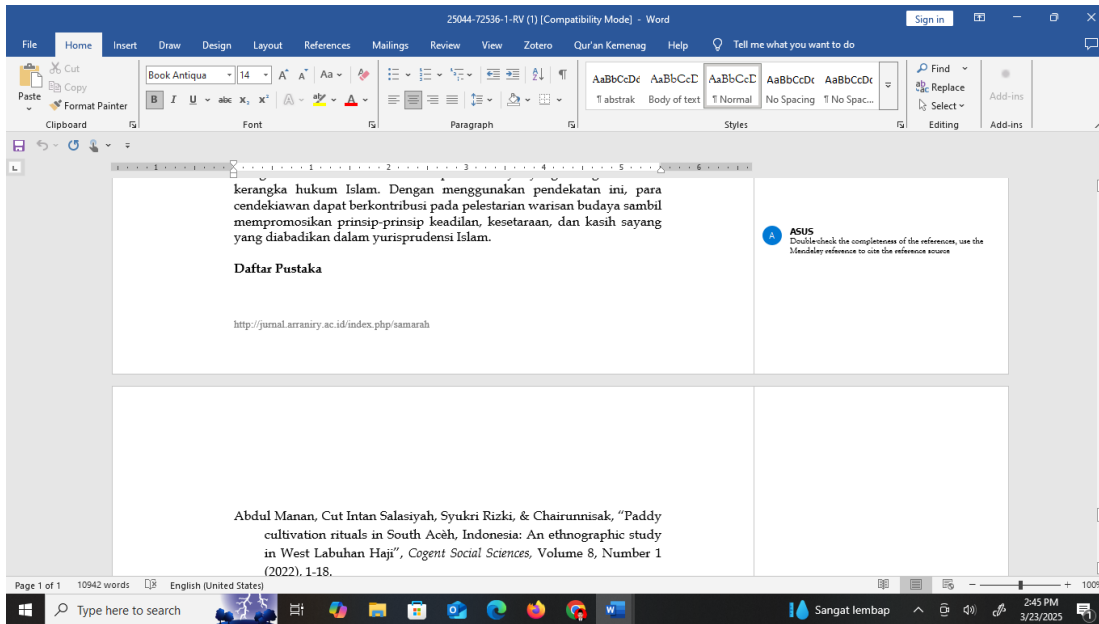 25044-72536-1-RV (1) [Compatibility Mode] - Word
Sign in
File Home Insert Draw Design Layout References Mailings Review View Zotero Qur'an Kemenag Help Tell me what you want to do
Paste
Cut
Copy
Format Painter
Clipboard
Book Antiqua 14
Font
Paragraph
AaBbCcDc AaBbCcD AaBbCcD AaBbCcDc AaBbCcDc
¶ abstrak Body of text ¶ Normal No Spacing ¶ No Spac...
Styles
Find
Replace
Select
Editing
Add-ins
Add-ins
1 1 2 3 4 5 6
kerangka hukum Islam. Dengan menggunakan pendekatan ini, para
cendekiawan dapat berkontribusi pada pelestarian warisan budaya sambil
mempromosikan prinsip-prinsip keadilan, kesetaraan, dan kasih sayang
yang diabadikan dalam yurisprudensi Islam.
Daftar Pustaka
http://jurnal.arraniry.ac.id/index.php/samarah
A ASUS
Double-check the completeness of the references, use the
Mendeley reference to cite the reference source
Abdul Manan, Cut Intan Salasiyah, Syukri Rizki, & Chairunnisak, “Paddy
cultivation rituals in South Acèh, Indonesia: An ethnographic study
in West Labuhan Haji”, Cogent Social Sciences, Volume 8, Number 1
(2022), 1-18.
Page 1 of 1 10942 words English (United States)
100%
Type here to search
Sangat lembap
2:45 PM
3/23/2025